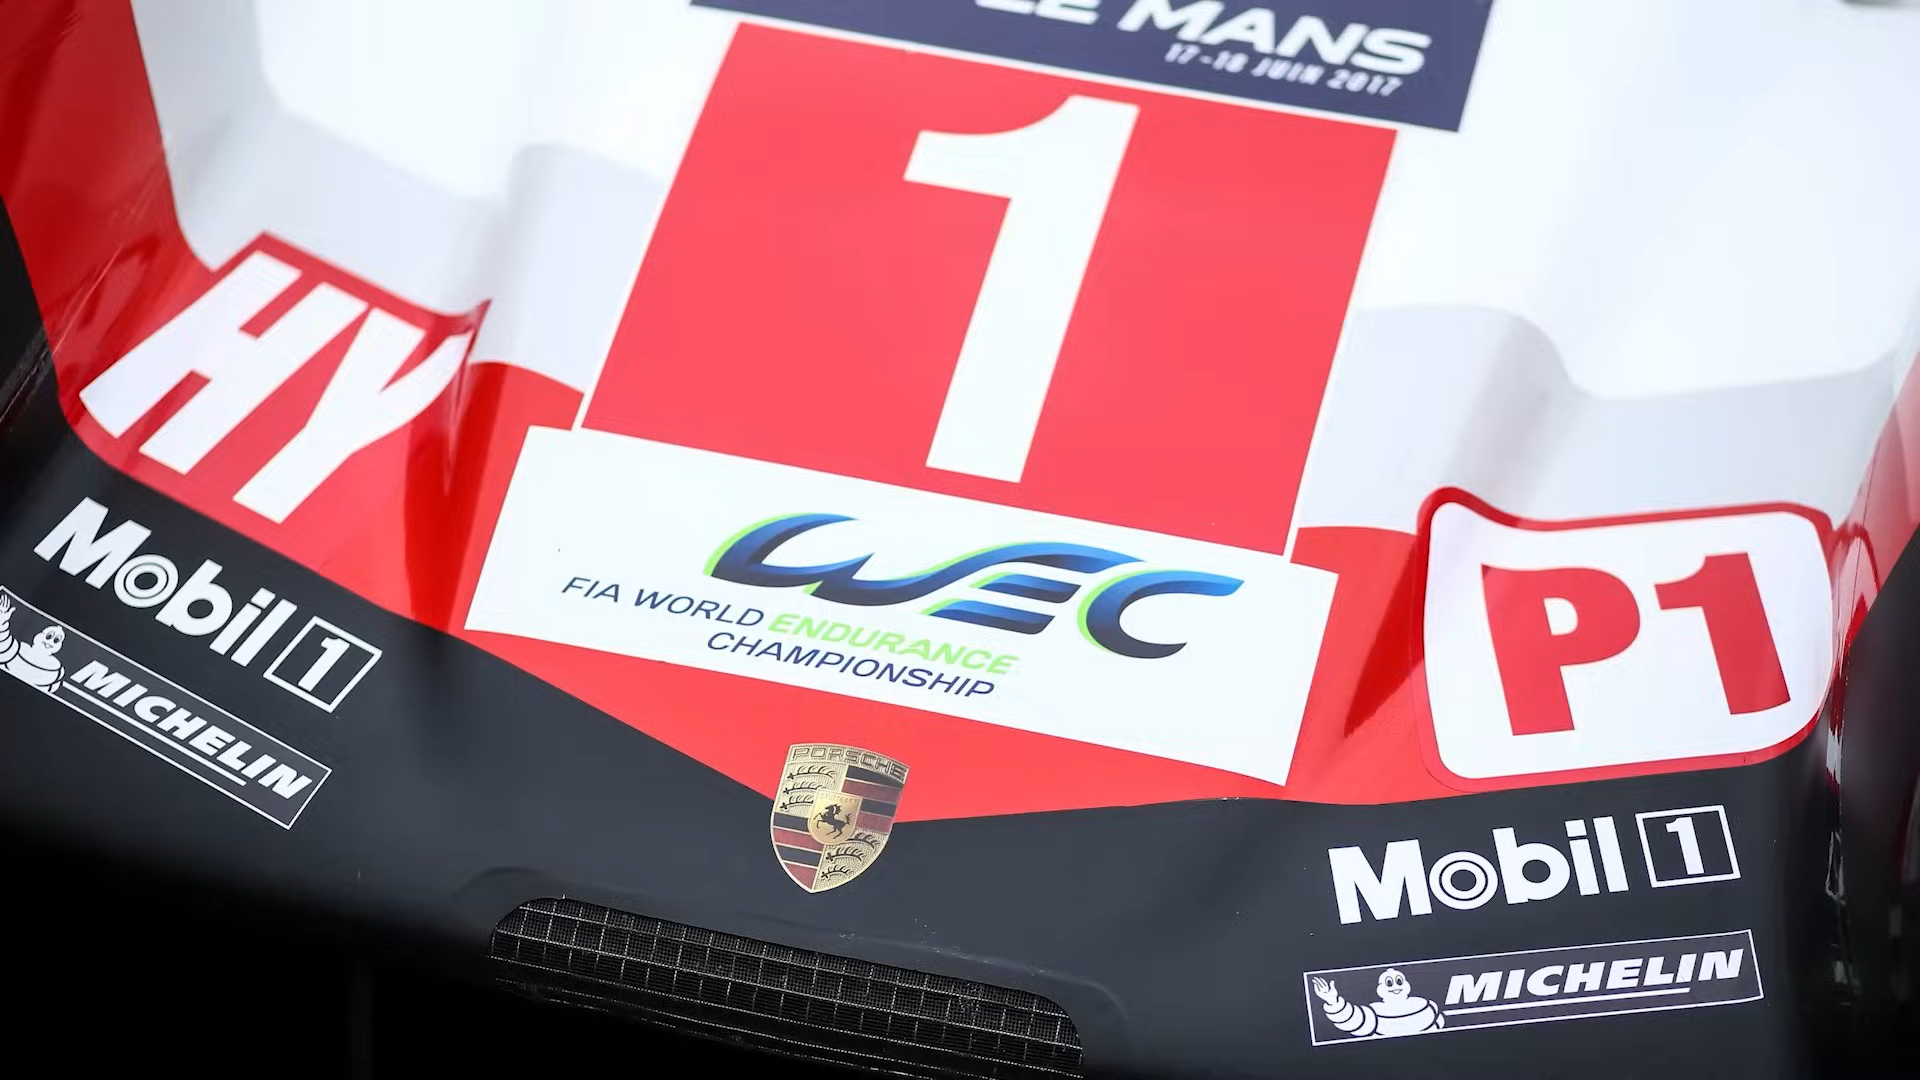 LE MANS
17-18 JUIN 2017
1
HY
WEC
FIA WORLD ENDURANCE
CHAMPIONSHIP
P1
Mobil 1
MICHELIN
PORSCHE
Mobil 1
MICHELIN